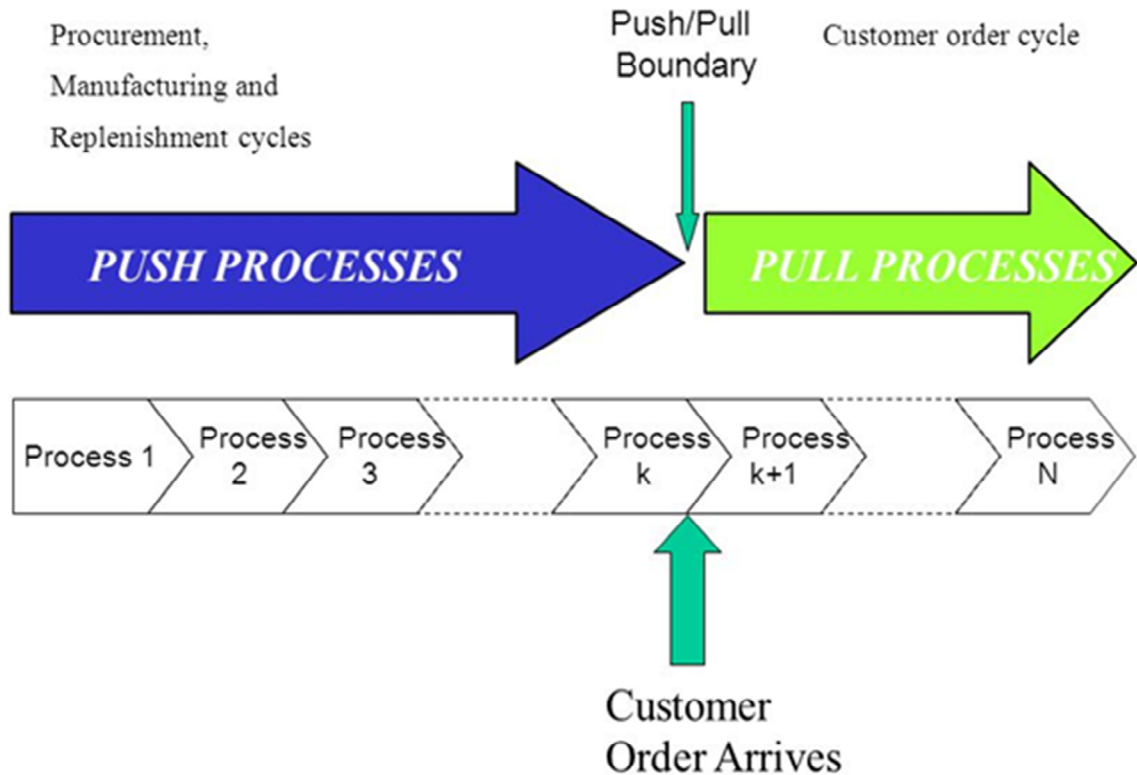 Procurement,
Manufacturing and
Replenishment cycles
Push/Pull
Boundary
Customer order cycle
PUSH PROCESSES
PULL PROCESSES
Process 1
Process
2
Process
3
Process
k
Process
k+1
Process
N
Customer
Order Arrives